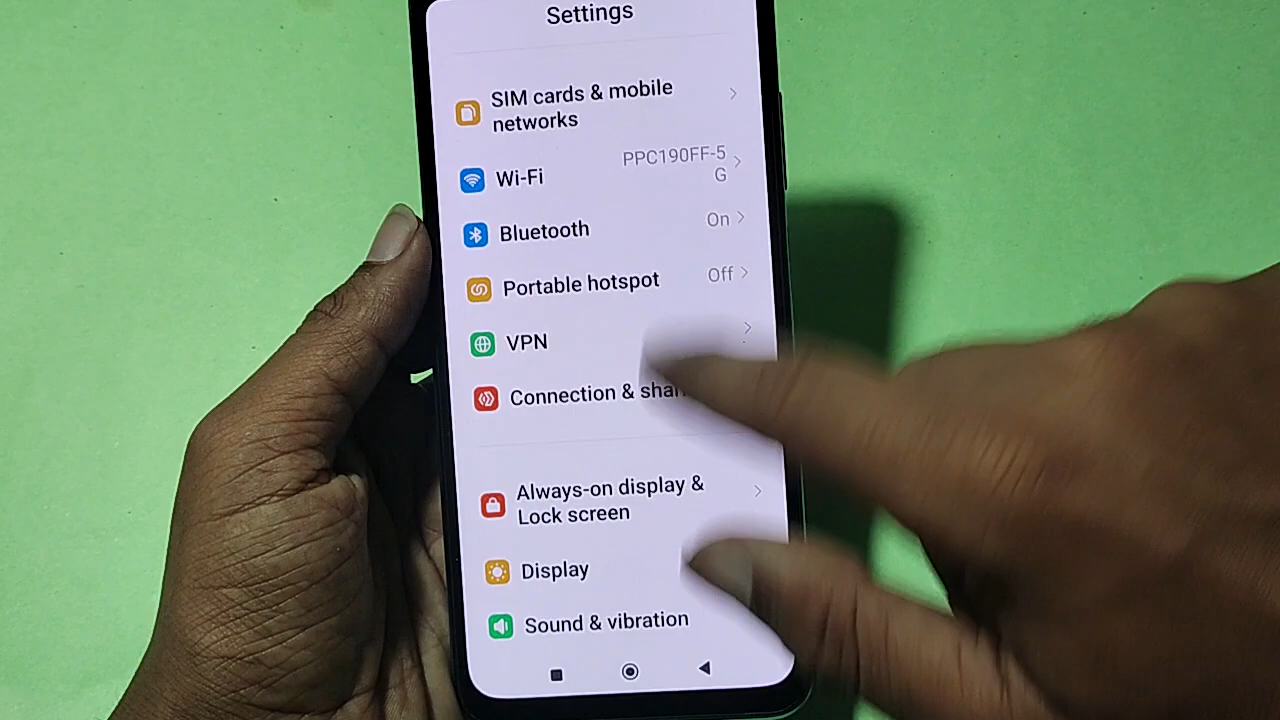 Settings
SIM cards & mobile
networks
Wi-Fi
PPC190FF-5
G
Bluetooth
On
Portable hotspot
Off
VPN
Connection &
Always-on display &
Lock screen
Display
Sound & vibration